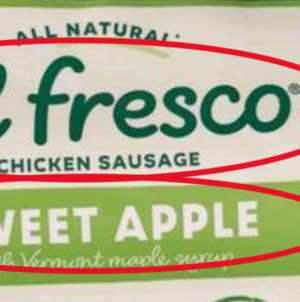 ALL NATURAL
fresco®
CHICKEN SAUSAGE
WEET APPLE
Vermont maple syrup